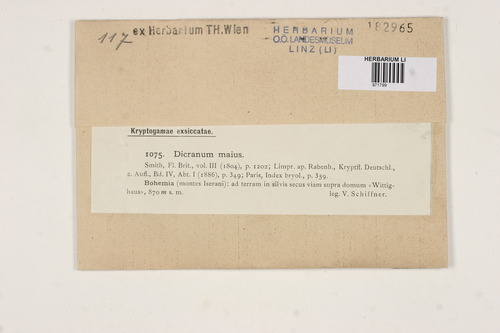 117 ex Herbarium TH.Wien
HERBARIUM
O.Ö.LANDESMUSEUM
LINZ (LI)
182965
HERBARIUM LI
371799
Kryptogamae exsiccatae.
1075. Dicranum maius.
Smith, Fl. Brit., vol. III (1804), p. 1202; Limpr. ap. Rabenh., Kryptfl. Deutschl.,
2. Aufl., Bd. IV, Abt. I (1886), p. 349; Paris, Index bryol., p. 359.
Bohemia (montes Iserani): ad terram in silvis secus viam supra domum «Wittig-
haus», 870 m s. m. leg. V. Schiffner.